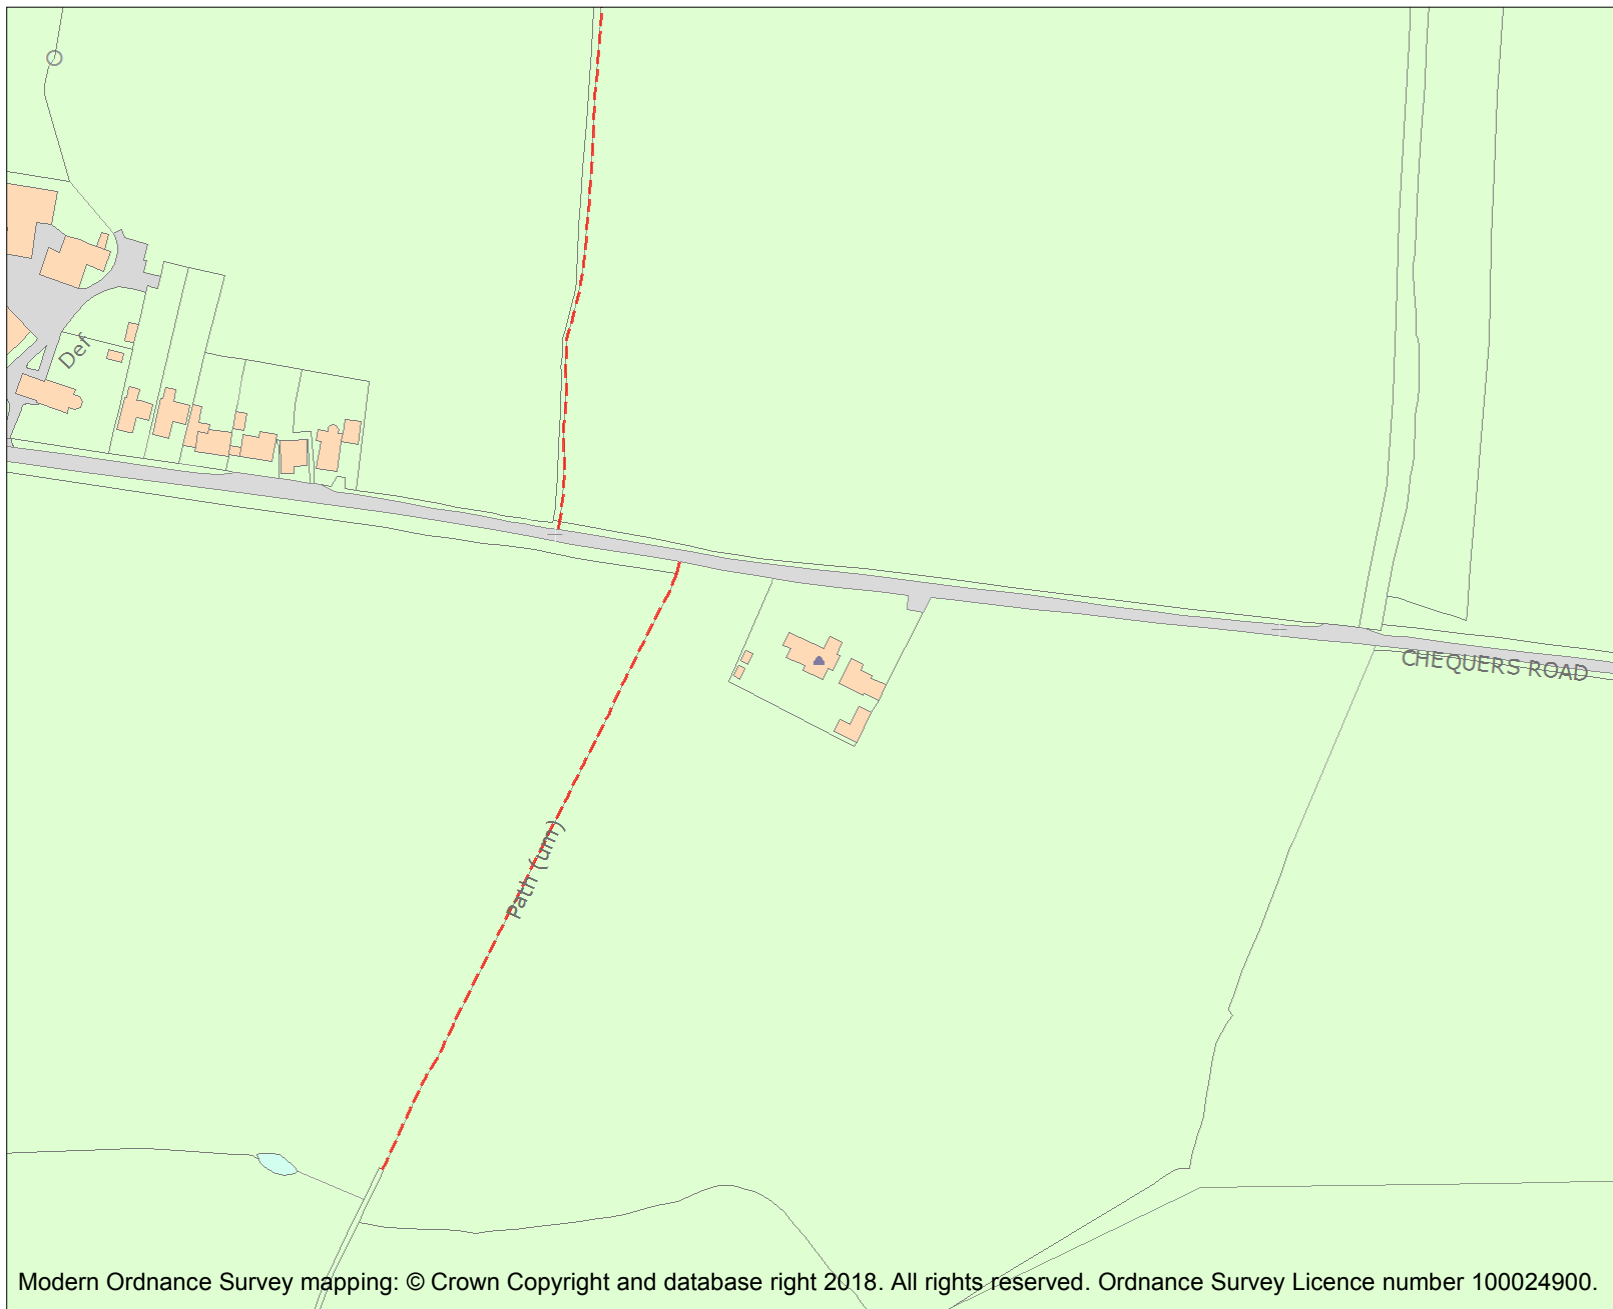 Def
CHEQUERS ROAD
Path (um)
Modern Ordnance Survey mapping: © Crown Copyright and database right 2018. All rights reserved. Ordnance Survey Licence number 100024900.